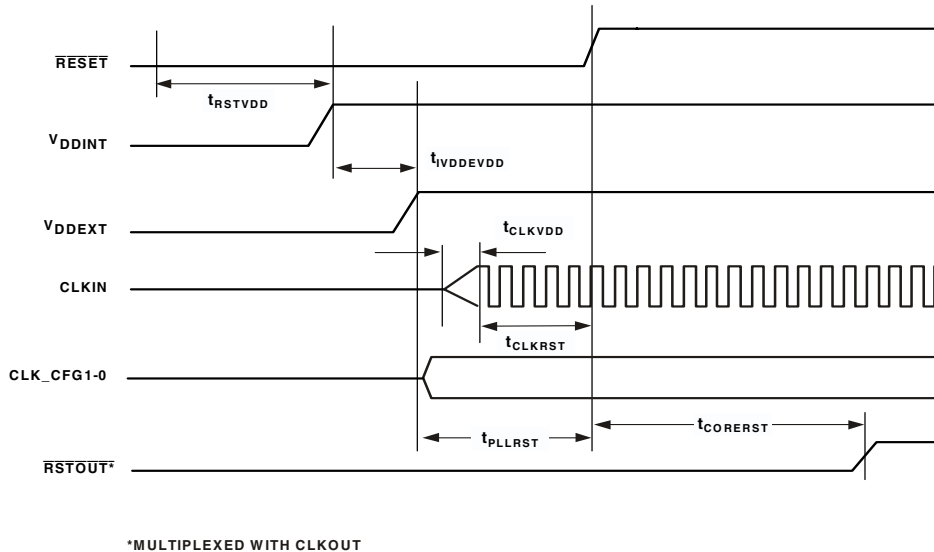 RESET
tRSTVDD
VDDINT
tIVDDEVDD
VDDEXT
tCLKVDD
CLKIN
tCLKRST
CLK_CFG1-0
tPLLRST
tCORERST
RSTOUT*
*MULTIPLEXED WITH CLKOUT